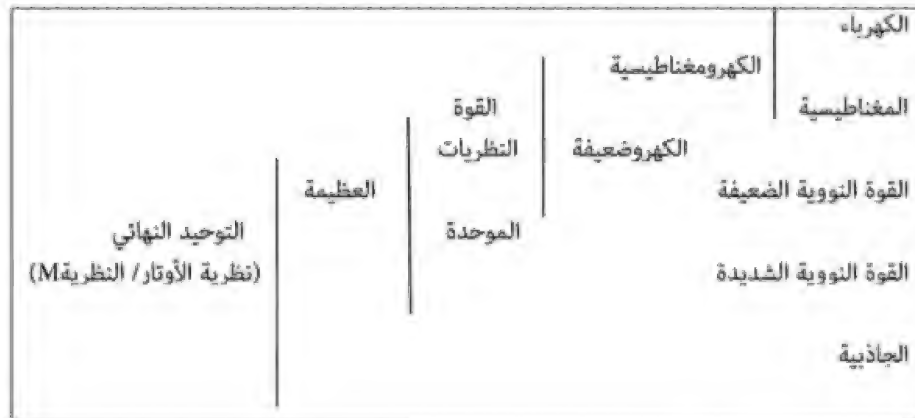 الكهرباء
الكهرومغناطيسية
القوة المغناطيسية
النظريات الكهروضعيفة
العظيمة القوة النووية الضعيفة
التوحيد النهائي الموحدة
(نظرية الأوتار/ النظريةM) القوة النووية الشديدة
الجاذبية